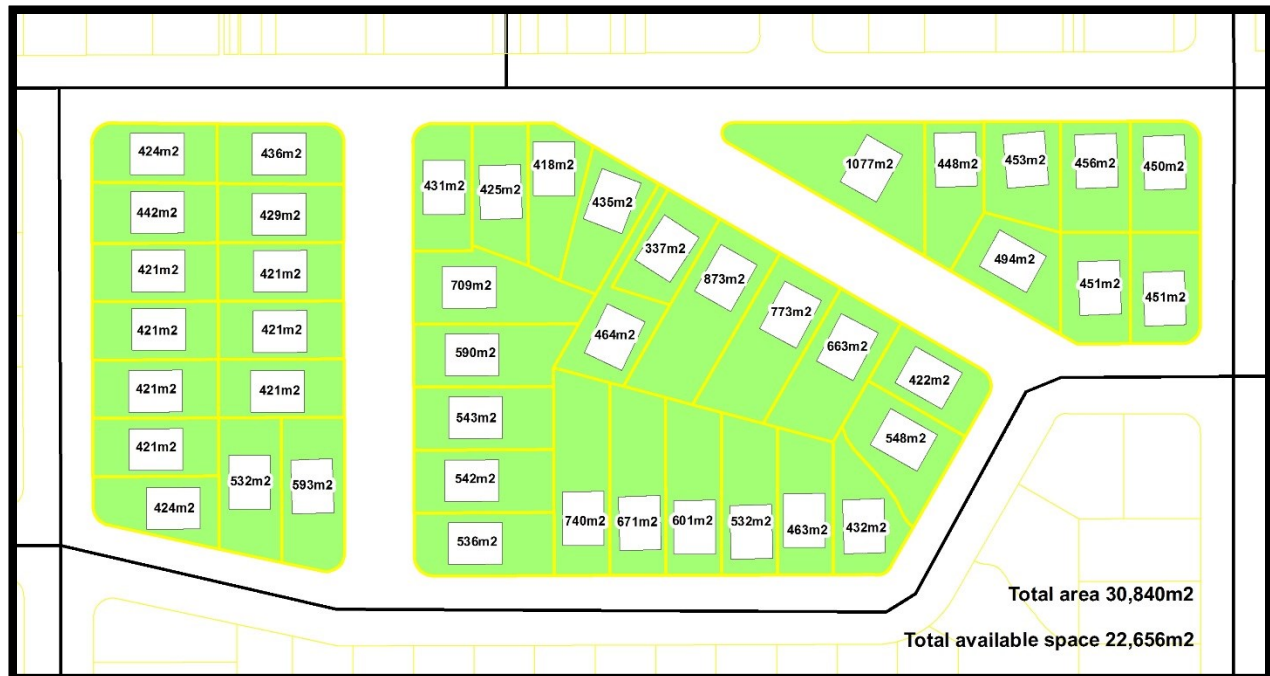 424m2 436m2
442m2 429m2
421m2 421m2
421m2 421m2
421m2 421m2
421m2
532m2 593m2
424m2
431m2 425m2 418m2 435m2
337m2
873m2
709m2
773m2
464m2
663m2
590m2
422m2
543m2
548m2
542m2
740m2 671m2 601m2 532m2 463m2 432m2
536m2
1077m2 448m2 453m2 456m2 450m2
494m2
451m2 451m2
Total area 30,840m2
Total available space 22,656m2